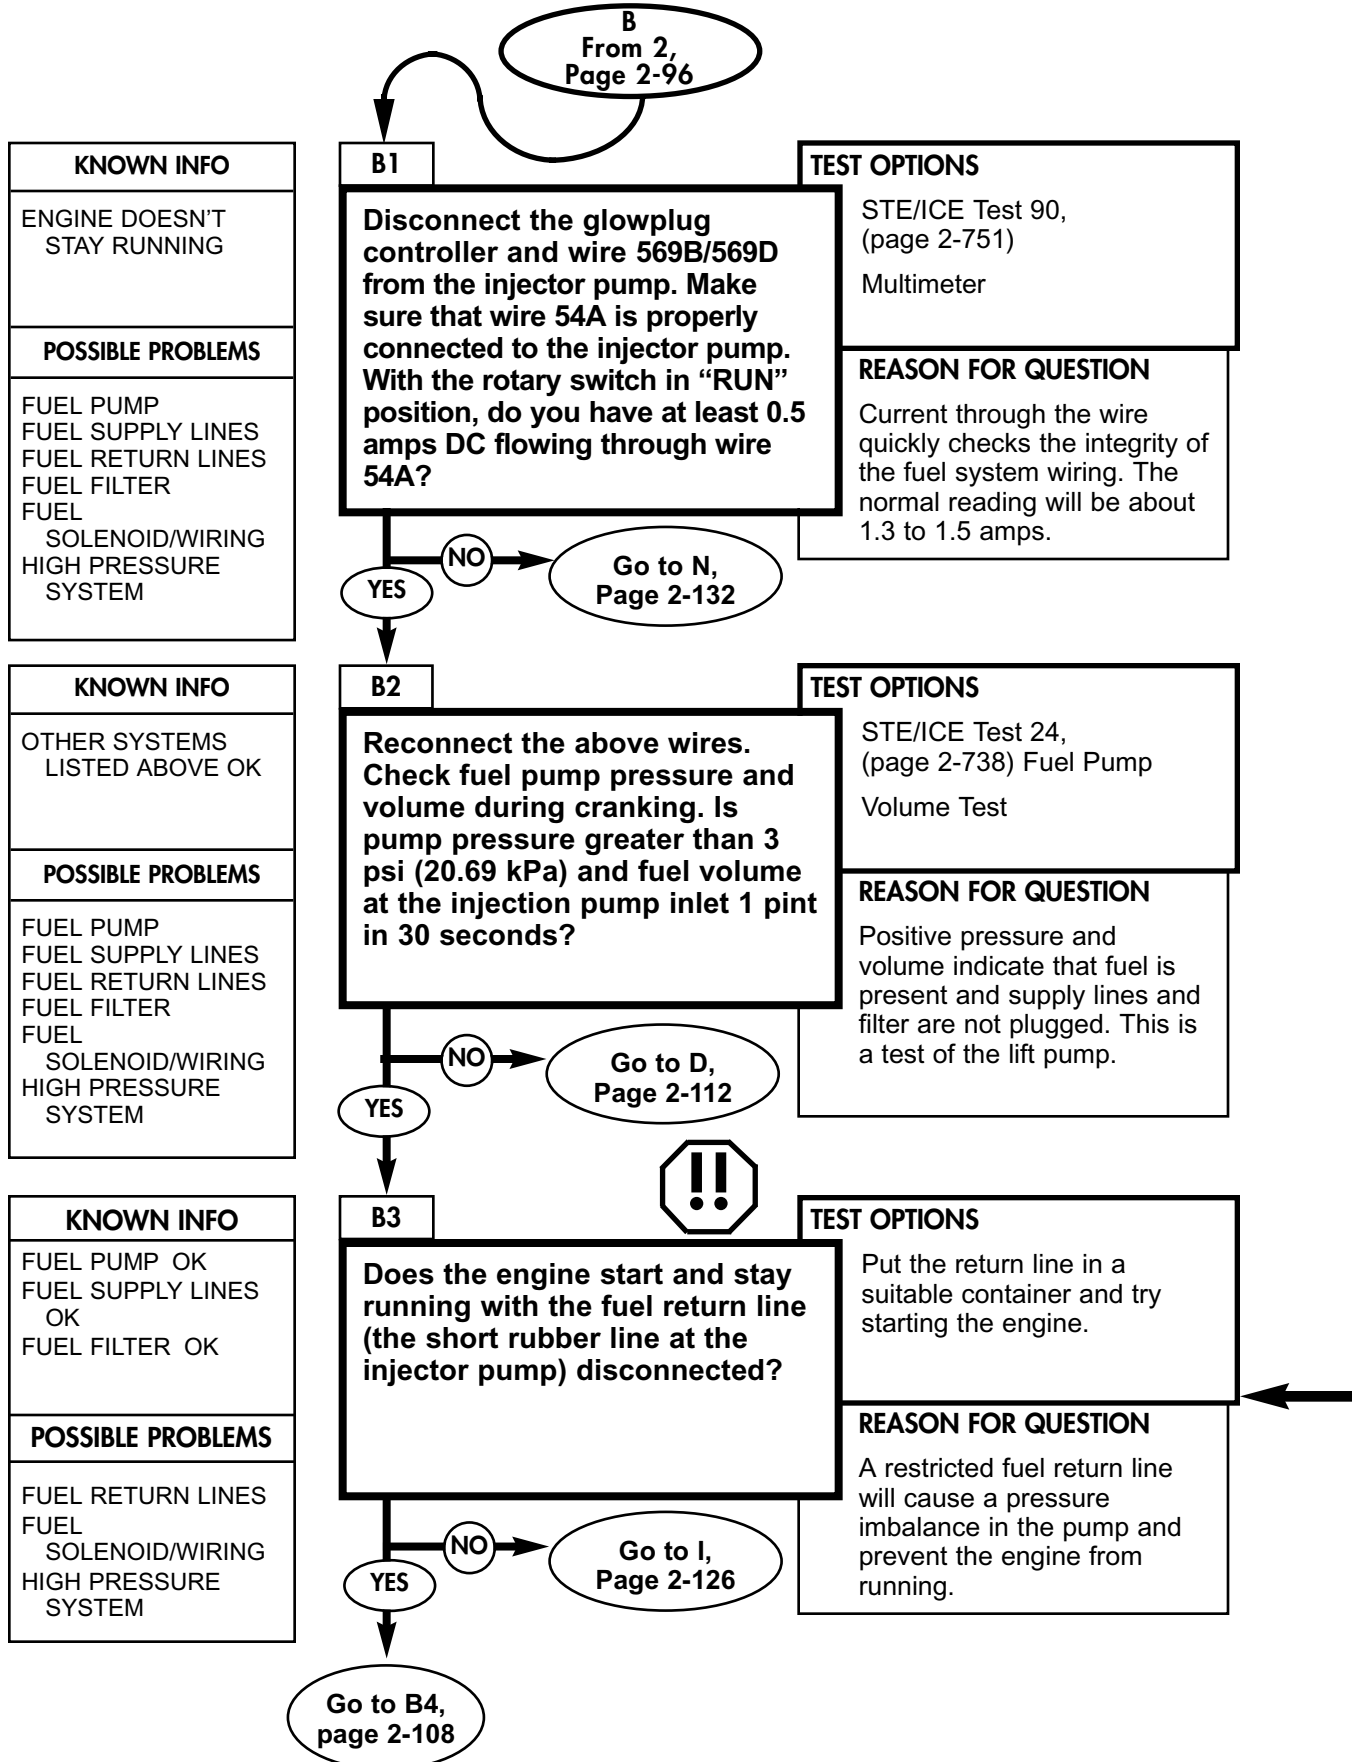 B
From 2,
Page 2-96
KNOWN INFO
ENGINE DOESN'T
STAY RUNNING
POSSIBLE PROBLEMS
FUEL PUMP
FUEL SUPPLY LINES
FUEL RETURN LINES
FUEL FILTER
FUEL
SOLENOID/WIRING
HIGH PRESSURE
SYSTEM
B1
Disconnect the glowplug
controller and wire 569B/569D
from the injector pump. Make
sure that wire 54A is properly
connected to the injector pump.
With the rotary switch in “RUN”
position, do you have at least 0.5
amps DC flowing through wire
54A?
TEST OPTIONS
STE/ICE Test 90,
(page 2-751)
Multimeter
REASON FOR QUESTION
Current through the wire
quickly checks the integrity of
the fuel system wiring. The
normal reading will be about
1.3 to 1.5 amps.
NO
Go to N,
Page 2-132
YES
KNOWN INFO
OTHER SYSTEMS
LISTED ABOVE OK
POSSIBLE PROBLEMS
FUEL PUMP
FUEL SUPPLY LINES
FUEL RETURN LINES
FUEL FILTER
FUEL
SOLENOID/WIRING
HIGH PRESSURE
SYSTEM
B2
Reconnect the above wires.
Check fuel pump pressure and
volume during cranking. Is
pump pressure greater than 3
psi (20.69 kPa) and fuel volume
at the injection pump inlet 1 pint
in 30 seconds?
TEST OPTIONS
STE/ICE Test 24,
(page 2-738) Fuel Pump
Volume Test
REASON FOR QUESTION
Positive pressure and
volume indicate that fuel is
present and supply lines and
filter are not plugged. This is
a test of the lift pump.
NO
Go to D,
Page 2-112
YES
!!
KNOWN INFO
FUEL PUMP OK
FUEL SUPPLY LINES
OK
FUEL FILTER OK
POSSIBLE PROBLEMS
FUEL RETURN LINES
FUEL
SOLENOID/WIRING
HIGH PRESSURE
SYSTEM
B3
Does the engine start and stay
running with the fuel return line
(the short rubber line at the
injector pump) disconnected?
TEST OPTIONS
Put the return line in a
suitable container and try
starting the engine.
REASON FOR QUESTION
A restricted fuel return line
will cause a pressure
imbalance in the pump and
prevent the engine from
running.
NO
Go to I,
Page 2-126
YES
Go to B4,
page 2-108